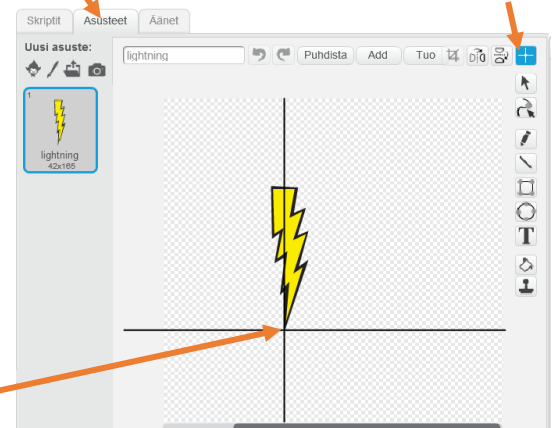 Skriptit Asusteet Äänet
Uusi asuste:
lightning Puhdista Add Tuo
1
lightning
42x165
T